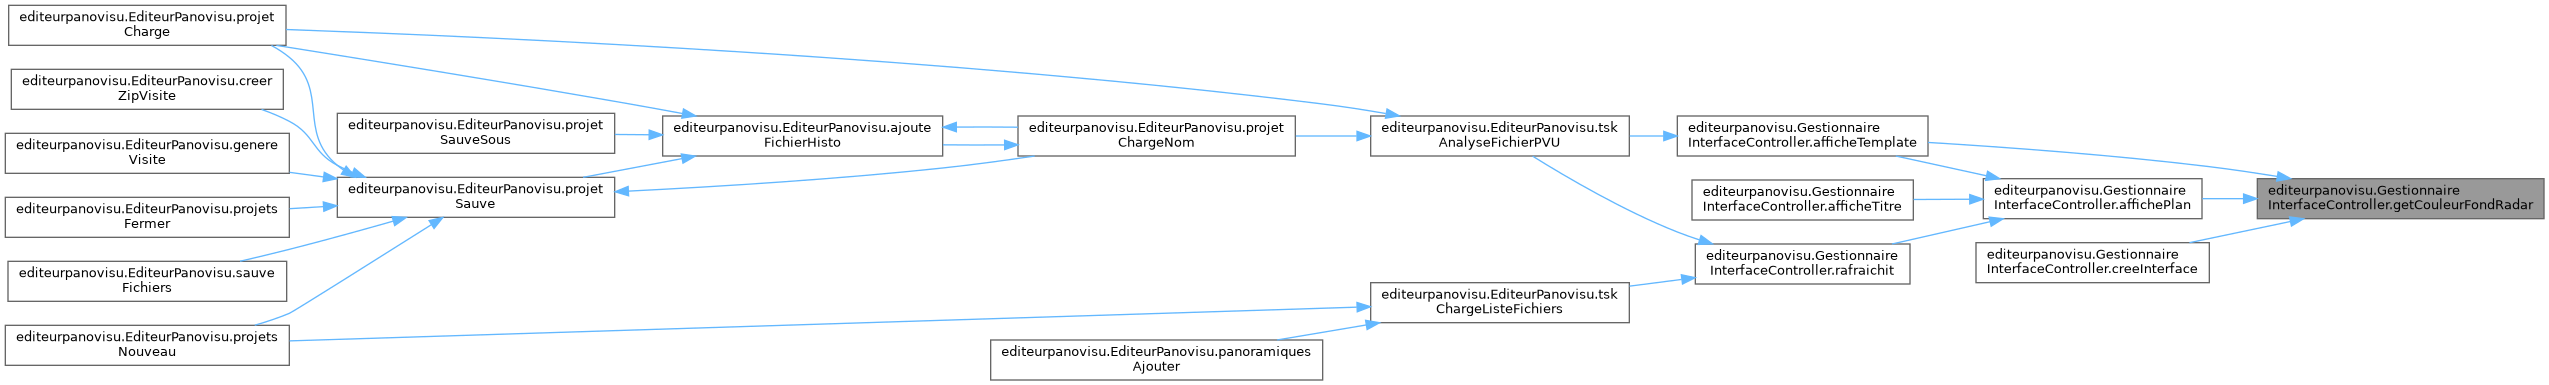 editeurpanovisu.EditeurPanovisu.projet
Charge
editeurpanovisu.EditeurPanovisu.creer
ZipVisite
editeurpanovisu.EditeurPanovisu.genere
Visite
editeurpanovisu.EditeurPanovisu.projets
Fermer
editeurpanovisu.EditeurPanovisu.sauve
Fichiers
editeurpanovisu.EditeurPanovisu.projets
Nouveau
editeurpanovisu.EditeurPanovisu.projet
SauveSous
editeurpanovisu.EditeurPanovisu.projet
Sauve
editeurpanovisu.EditeurPanovisu.ajoute
FichierHisto
editeurpanovisu.EditeurPanovisu.projet
ChargeNom
editeurpanovisu.EditeurPanovisu.panoramiques
Ajouter
editeurpanovisu.EditeurPanovisu.tsk
AnalyseFichierPVU
editeurpanovisu.EditeurPanovisu.tsk
ChargeListeFichiers
editeurpanovisu.Gestionnaire
InterfaceController.afficheTemplate
editeurpanovisu.Gestionnaire
InterfaceController.afficheTitre
editeurpanovisu.Gestionnaire
InterfaceController.rafraichit
editeurpanovisu.Gestionnaire
InterfaceController.affichePlan
editeurpanovisu.Gestionnaire
InterfaceController.creeInterface
editeurpanovisu.Gestionnaire
InterfaceController.getCouleurFondRadar